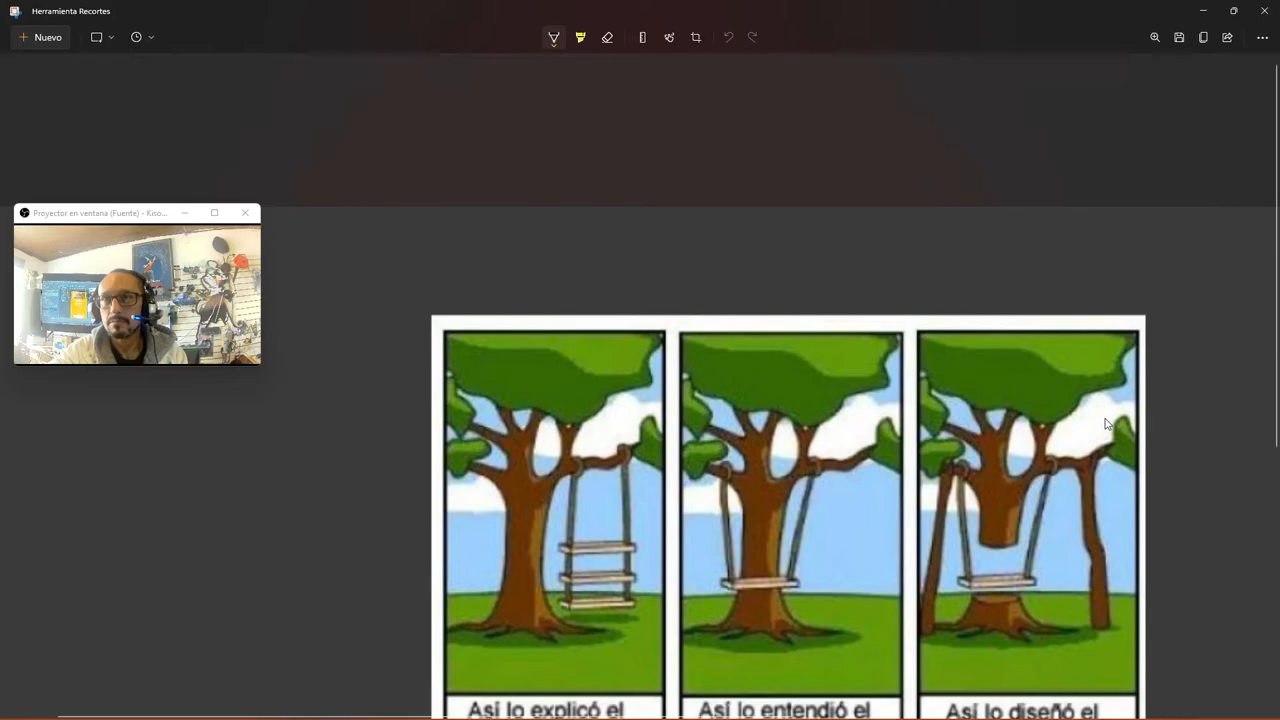 Herramienta Recortes
Nuevo
Proyector en ventana (Fuente) - Kiso...
Así lo explicó el
Así lo entendió el
Así lo diseñó el